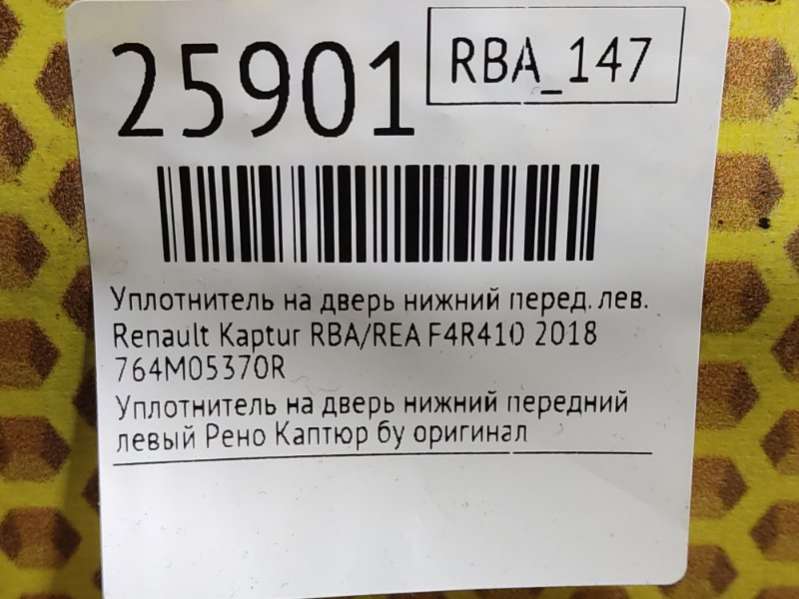 25901
RBA_147
Уплотнитель на дверь нижний перед. лев.
Renault Kaptur RBA/REA F4R410 2018
764M05370R
Уплотнитель на дверь нижний передний
левый Рено Каптюр бу оригинал